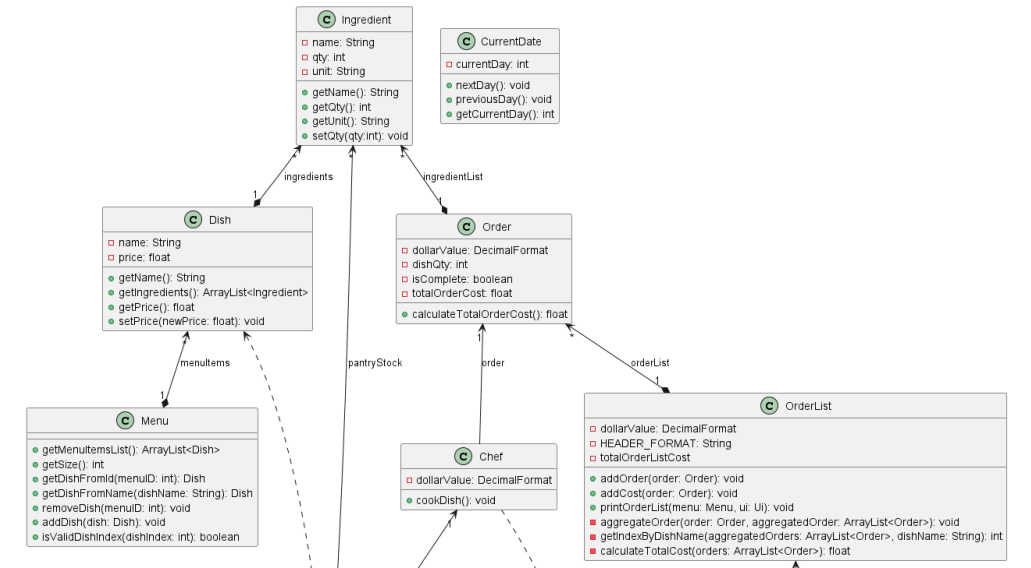 C Ingredient
name: String
qty: int
unit: String
getName(): String
getQty(): int
getUnit(): String
setQty(qty:int): void
C CurrentDate
currentDay: int
nextDay(): void
previousDay(): void
getCurrentDay(): int
*
*
*
ingredients
ingredientList
1
1
C Dish
name: String
price: float
getName(): String
getIngredients(): ArrayList<Ingredient>
getPrice(): float
setPrice(newPrice: float): void
C Order
dollarValue: DecimalFormat
dishQty: int
isComplete: boolean
totalOrderCost: float
calculateTotalOrderCost(): float
*
1
*
menuItems
pantryStock
order
orderList
1
1
C Menu
getMenuItemsList(): ArrayList<Dish>
getSize(): int
getDishFromId(menuID: int): Dish
getDishFromName(dishName: String): Dish
removeDish(menuID: int): void
addDish(dish: Dish): void
isValidDishIndex(dishIndex: int): boolean
C Chef
dollarValue: DecimalFormat
cookDish(): void
1
C OrderList
dollarValue: DecimalFormat
HEADER_FORMAT: String
totalOrderListCost
addOrder(order: Order): void
addCost(order: Order): void
printOrderList(menu: Menu, ui: Ui): void
aggregateOrder(order: Order, aggregatedOrder: ArrayList<Order>): void
getIndexByDishName(aggregatedOrders: ArrayList<Order>, dishName: String): int
calculateTotalCost(orders: ArrayList<Order>): float